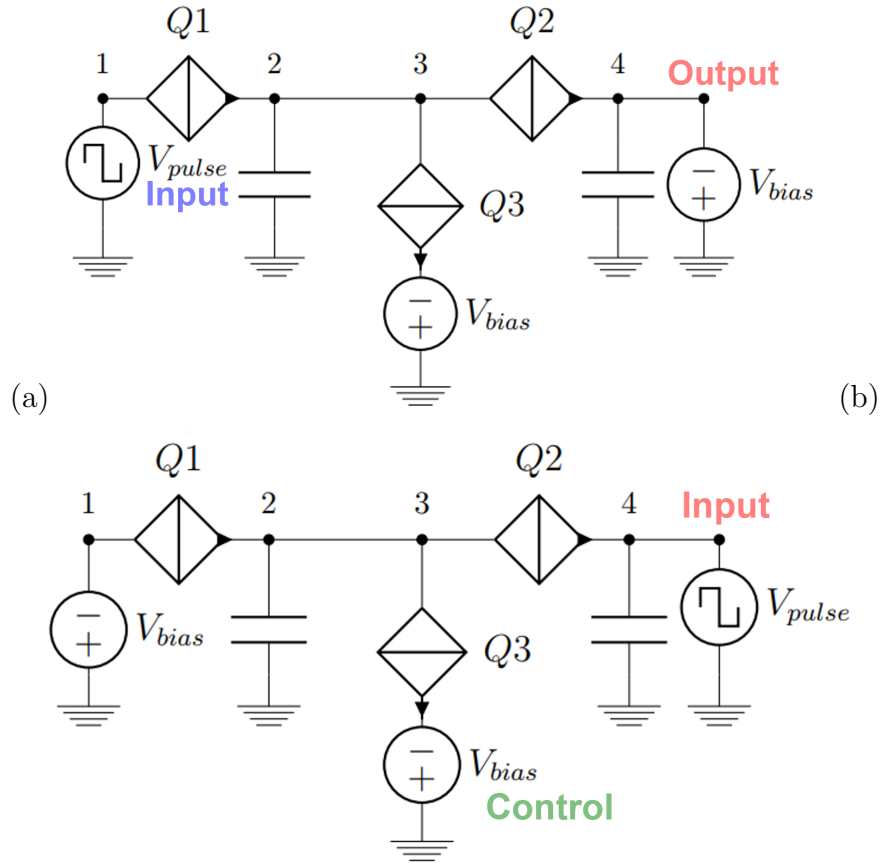 Q1 Q2
1 2 3 4 Output
V_pulse
Input
Q3
− + V_bias
− + V_bias
(a) (b)
Q1 Q2
1 2 3 4 Input
− + V_bias
Q3
V_pulse
− + V_bias
Control